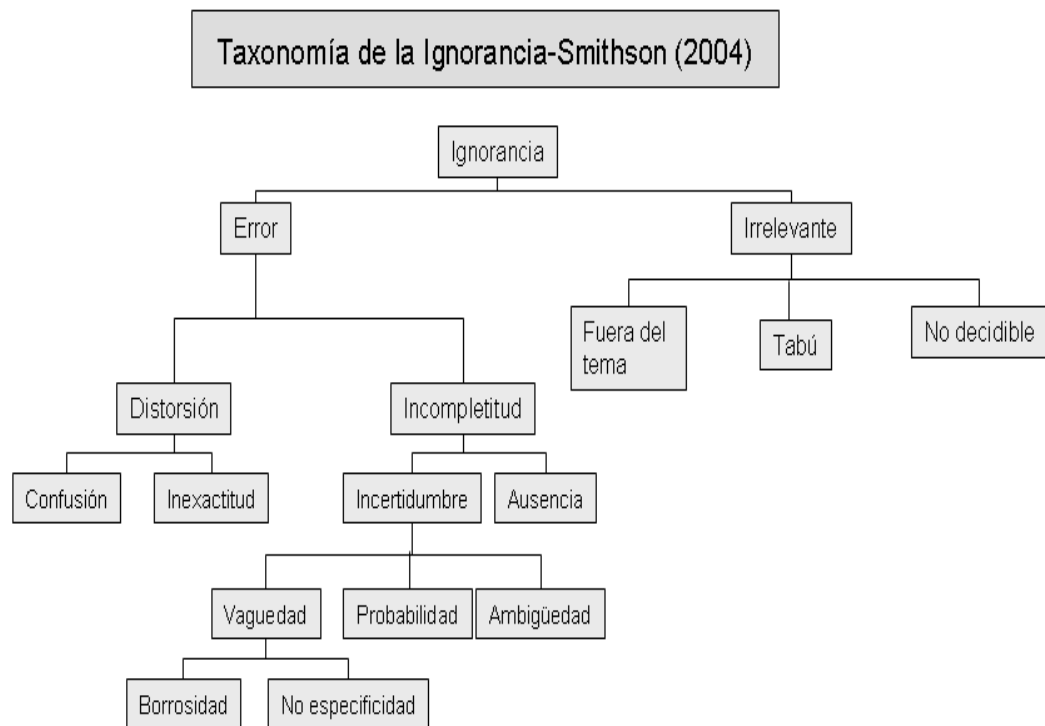 Taxonomía de la Ignorancia-Smithson (2004)
Ignorancia
Error
Irrelevante
Fuera del
tema
Tabú
No decidible
Distorsión
Incompletitud
Confusión
Inexactitud
Incertidumbre
Ausencia
Vaguedad
Probabilidad
Ambigüedad
Borrosidad
No especificidad